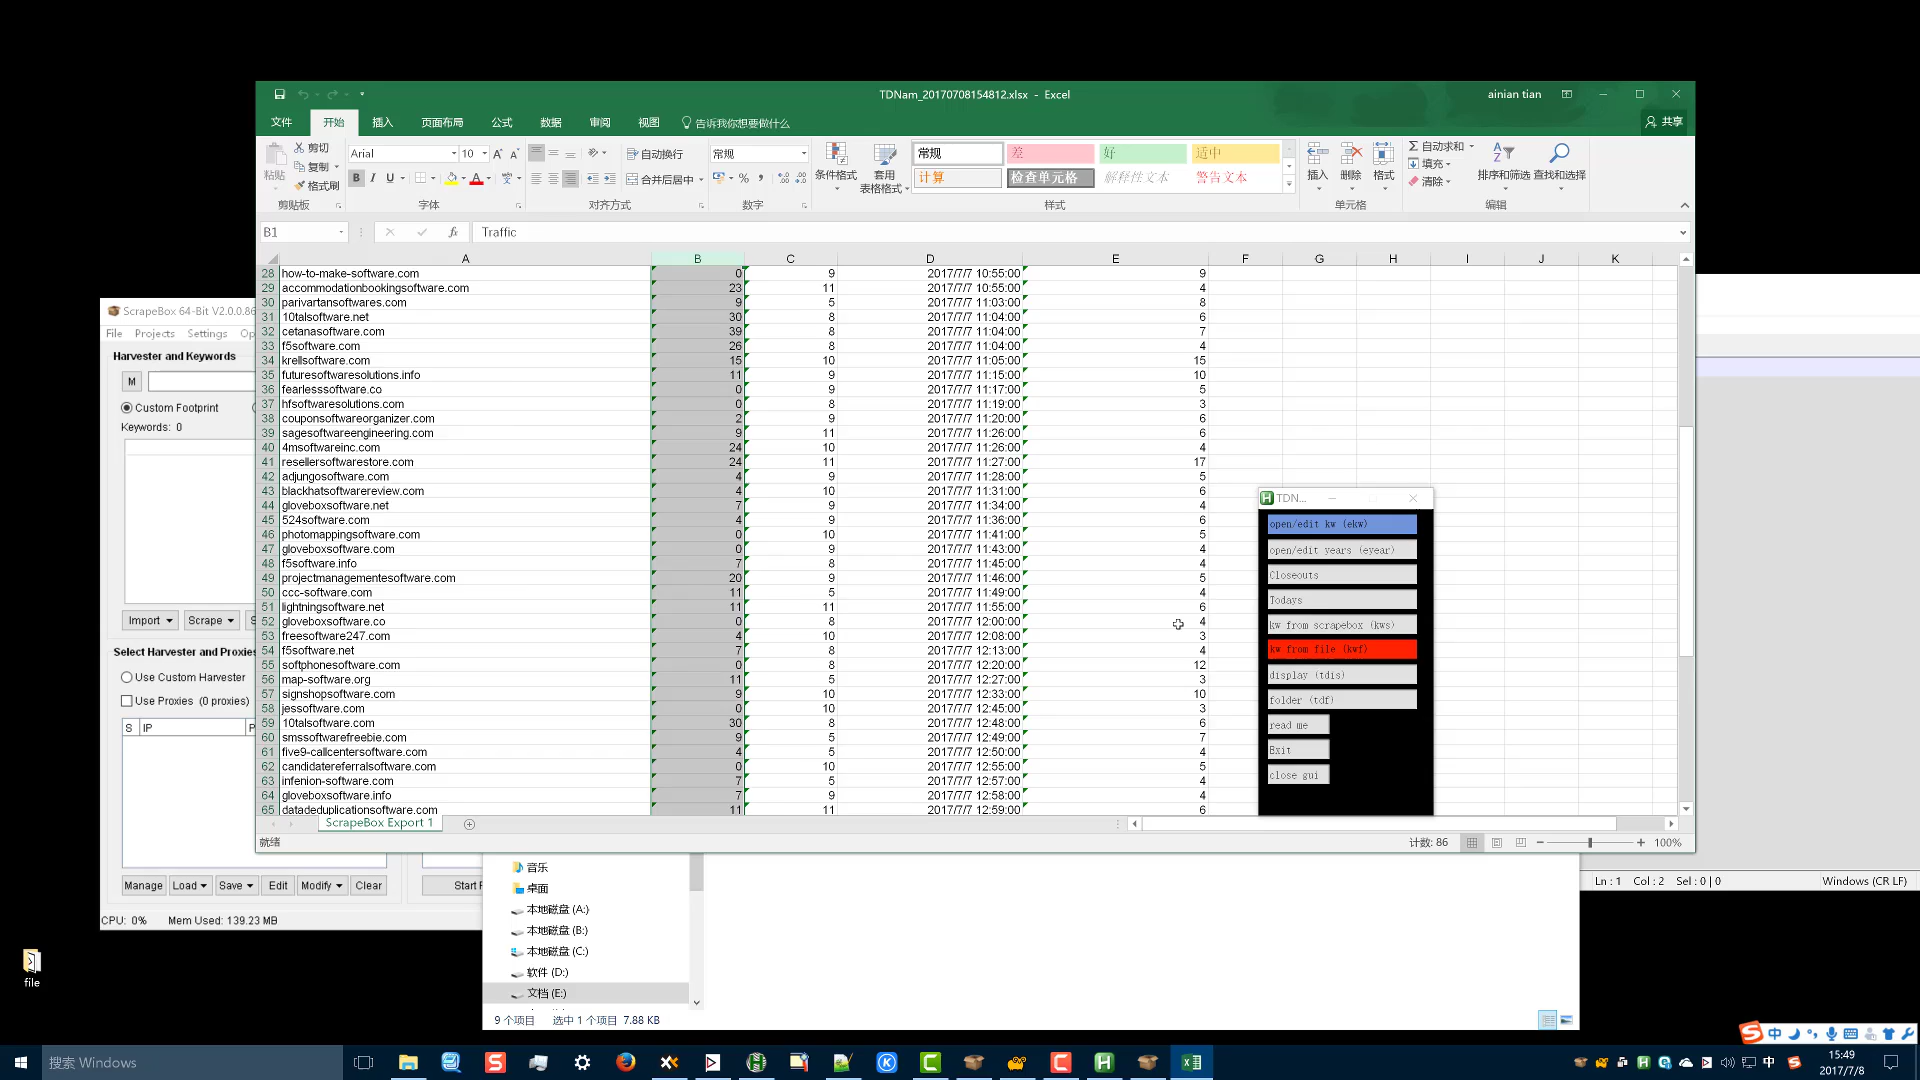 TDNam_20170708154812.xlsx - Excel
ainian tian
文件 开始 插入 页面布局 公式 数据 审阅 视图 告诉我你想要做什么 共享
粘贴 剪切 复制 格式刷 剪贴板
Arial 10 字体
自动换行 合并后居中 对齐方式
常规 数字
条件格式 套用表格格式 常规 差 好 适中
计算 检查单元格 解释性文本 警告文本 样式
插入 删除 格式 单元格
Σ 自动求和 填充 清除 排序和筛选 查找和选择 编辑
B1 fx Traffic
A B C D E F G H I J K
28 how-to-make-software.com 0 9 2017/7/7 10:55:00 9
29 accommodationbookingsoftware.com 23 11 2017/7/7 10:55:00 4
30 parivartansoftwares.com 9 5 2017/7/7 11:03:00 8
31 10talsoftware.net 30 8 2017/7/7 11:04:00 6
32 cetanasoftware.com 39 8 2017/7/7 11:04:00 7
33 f5software.com 26 8 2017/7/7 11:04:00 4
34 krellsoftware.com 15 10 2017/7/7 11:05:00 15
35 futuresoftwaresolutions.info 11 9 2017/7/7 11:15:00 10
36 fearlesssoftware.co 0 9 2017/7/7 11:17:00 5
37 hfsoftwaresolutions.com 0 8 2017/7/7 11:19:00 3
38 couponsoftwareorganizer.com 2 9 2017/7/7 11:20:00 6
39 sagesoftwareengineering.com 9 11 2017/7/7 11:26:00 6
40 4msoftwareinc.com 24 10 2017/7/7 11:26:00 4
41 resellersoftwarestore.com 24 11 2017/7/7 11:27:00 17
42 adjungosoftware.com 4 9 2017/7/7 11:28:00 5
43 blackhatsoftwarereview.com 4 10 2017/7/7 11:31:00 6
44 gloveboxsoftware.net 7 9 2017/7/7 11:34:00 4
45 524software.com 4 9 2017/7/7 11:36:00 6
46 photomappingsoftware.com 0 10 2017/7/7 11:41:00 5
47 gloveboxsoftware.com 0 9 2017/7/7 11:43:00 4
48 f5software.info 7 8 2017/7/7 11:45:00 4
49 projectmanagementesoftware.com 20 9 2017/7/7 11:46:00 5
50 ccc-software.com 11 5 2017/7/7 11:49:00 4
51 lightningsoftware.net 11 11 2017/7/7 11:55:00 6
52 gloveboxsoftware.co 0 8 2017/7/7 12:00:00 4
53 freesoftware247.com 4 10 2017/7/7 12:08:00 3
54 f5software.net 7 8 2017/7/7 12:13:00 4
55 softphonesoftware.com 0 8 2017/7/7 12:20:00 12
56 map-software.org 11 5 2017/7/7 12:27:00 3
57 signshopsoftware.com 9 10 2017/7/7 12:33:00 10
58 jessoftware.com 0 10 2017/7/7 12:45:00 3
59 10talsoftware.com 30 8 2017/7/7 12:48:00 6
60 smssoftwarefreebie.com 9 5 2017/7/7 12:49:00 7
61 five9-callcentersoftware.com 4 5 2017/7/7 12:50:00 4
62 candidatereferralsoftware.com 0 10 2017/7/7 12:55:00 5
63 infenion-software.com 7 5 2017/7/7 12:57:00 4
64 gloveboxsoftware.info 7 9 2017/7/7 12:58:00 4
65 datadeduplicationsoftware.com 11 11 2017/7/7 12:59:00 6
ScrapeBox Export 1
就绪 计数: 86 100%
TDN...
open/edit kw (ekw)
open/edit years (eyear)
Closeouts
Todays
kw from scrapebox (kws)
kw from file (kwf)
display (tdis)
folder (tdf)
read me
Exit
close gui
ScrapeBox 64-Bit V2.0.0.86
File Projects Settings
Harvester and Keywords
M
Custom Footprint
Keywords: 0
Import Scrape
Select Harvester and Proxies
Use Custom Harvester
Use Proxies (0 proxies)
S IP
Manage Load Save Edit Modify Clear Start
CPU: 0% Mem Used: 139.23 MB
音乐
桌面
本地磁盘 (A:)
本地磁盘 (B:)
本地磁盘 (C:)
软件 (D:)
文档 (E:)
9 个项目 选中 1 个项目 7.88 KB
Ln : 1 Col : 2 Sel : 0 | 0 Windows (CR LF)
file
中
搜索 Windows
中
15:49
2017/7/8